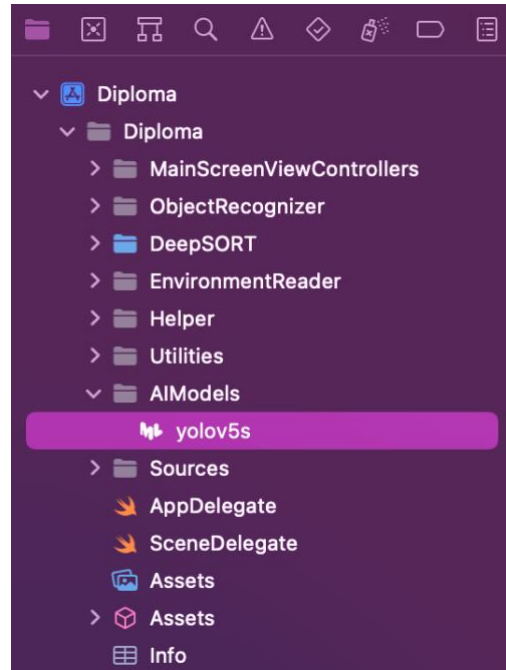 Diploma
Diploma
MainScreenViewControllers
ObjectRecognizer
DeepSORT
EnvironmentReader
Helper
Utilities
AIModels
yolov5s
Sources
AppDelegate
SceneDelegate
Assets
Assets
Info